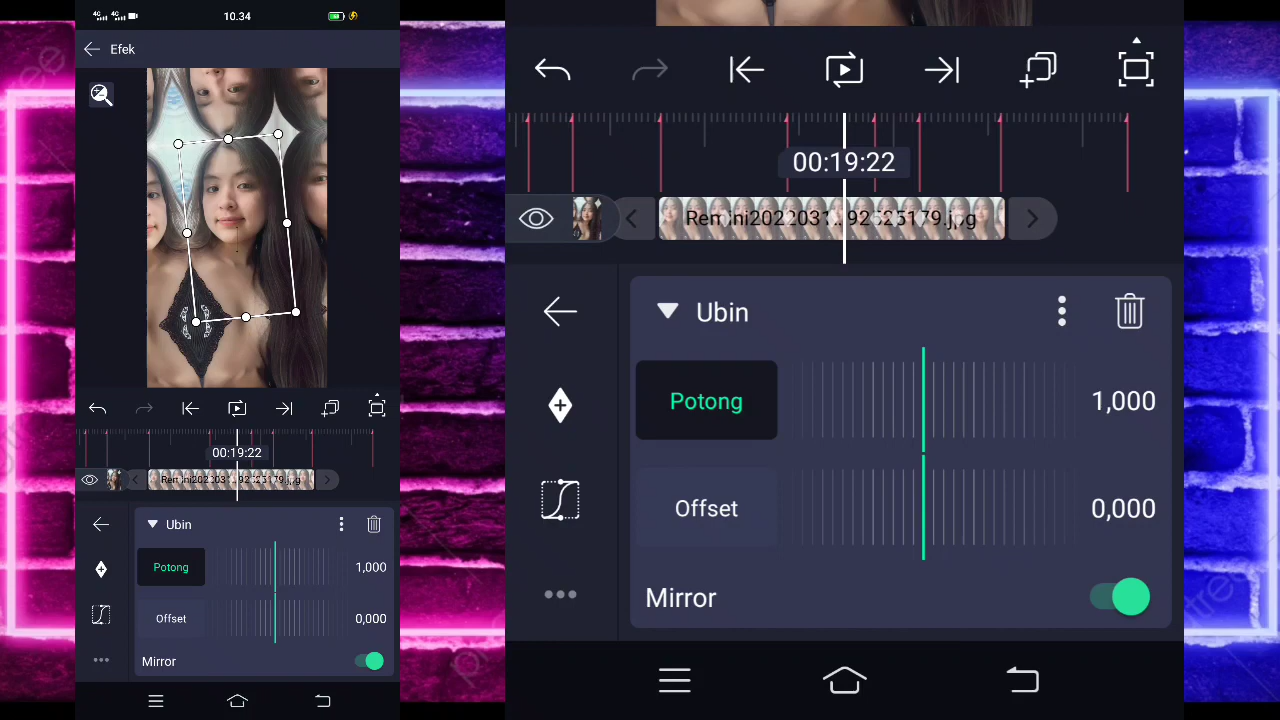 10.34
Efek
00:19:22
Ubin
Potong
1,000
Offset
0,000
Mirror
00:19:22
Ubin
Potong
1,000
Offset
0,000
Mirror